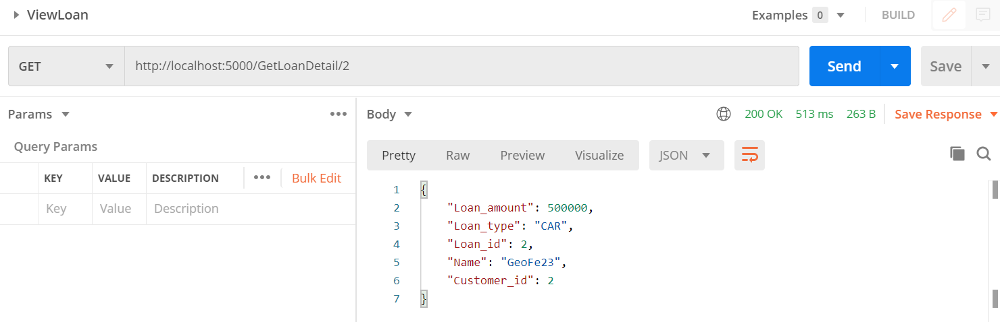 ViewLoan Examples 0 BUILD
GET http://localhost:5000/GetLoanDetail/2 Send Save
Params Body 200 OK 513 ms 263 B Save Response
Query Params Pretty Raw Preview Visualize JSON
KEY VALUE DESCRIPTION Bulk Edit
Key Value Description
1 {
2 "Loan_amount": 500000,
3 "Loan_type": "CAR",
4 "Loan_id": 2,
5 "Name": "GeoFe23",
6 "Customer_id": 2
7 }